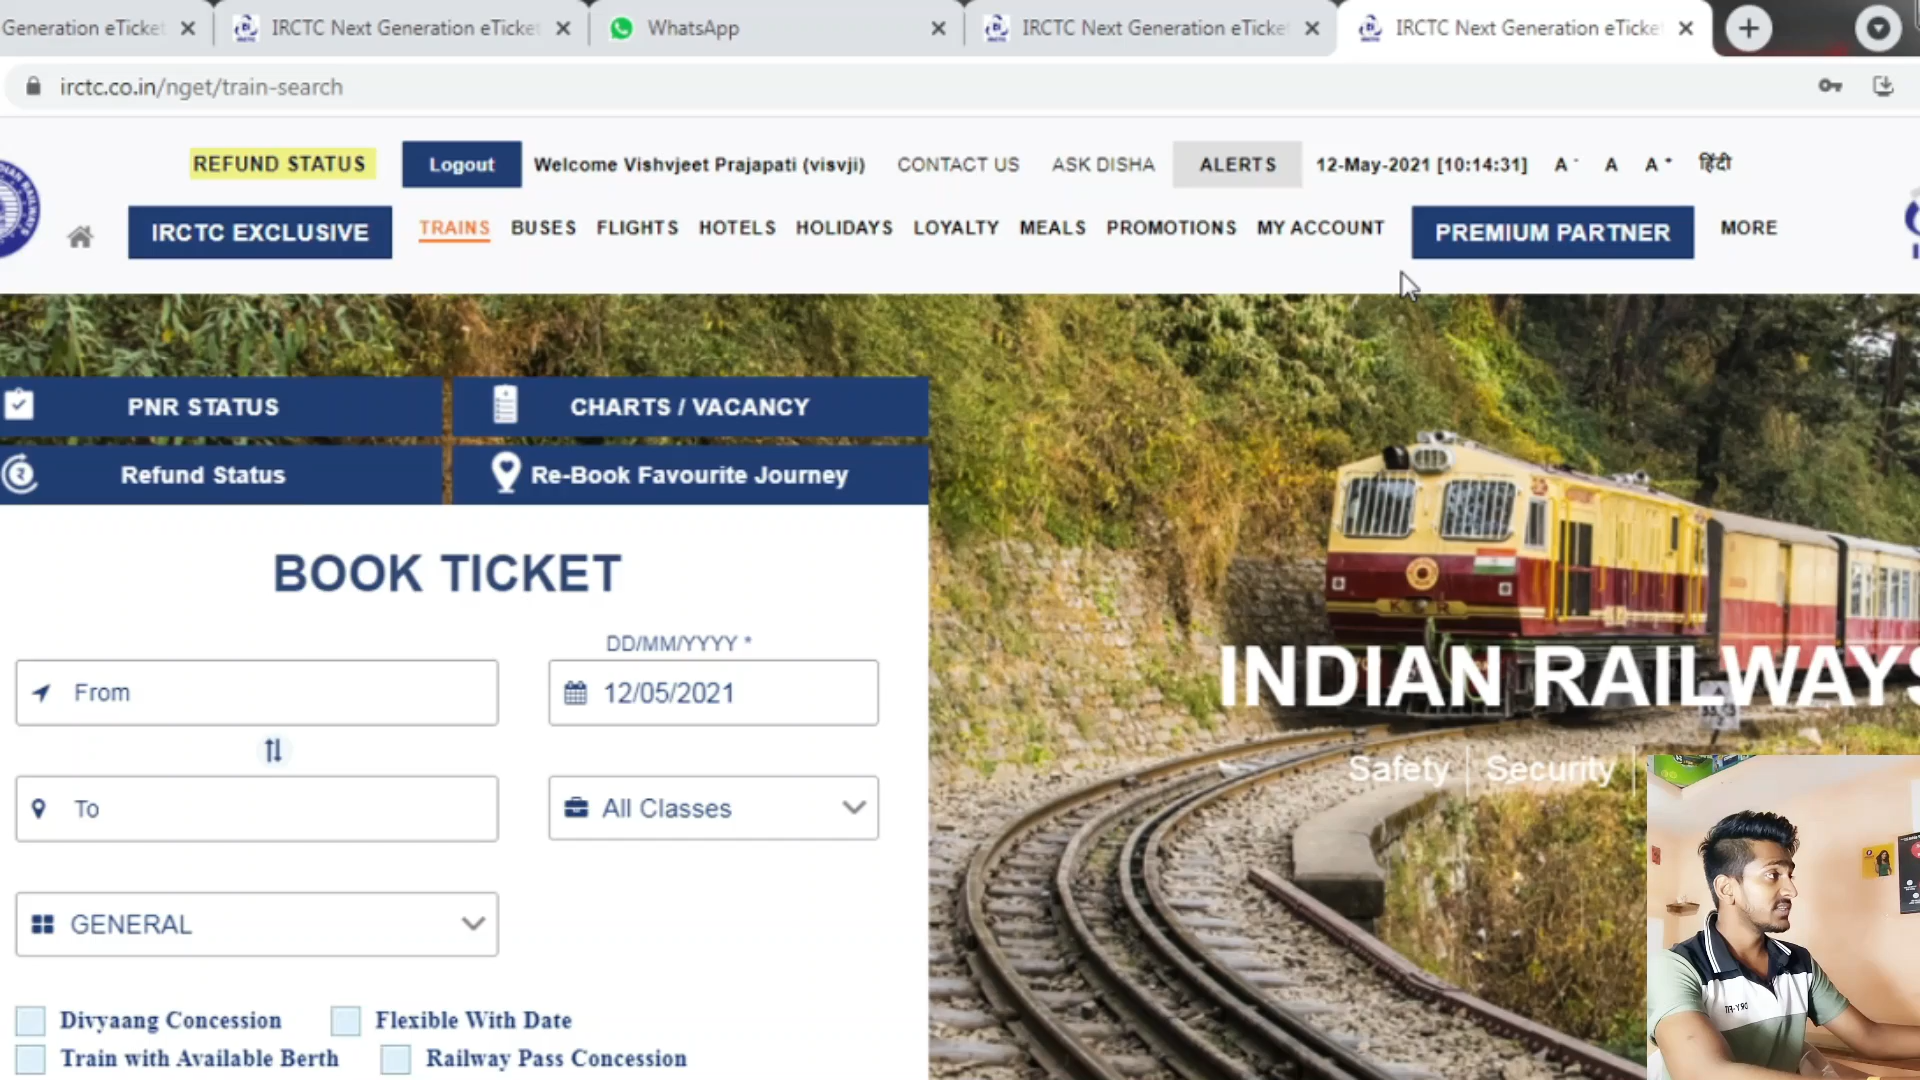 Generation eTicket
IRCTC Next Generation eTicket
WhatsApp
IRCTC Next Generation eTicket
IRCTC Next Generation eTicket
irctc.co.in/nget/train-search
REFUND STATUS
Logout
Welcome Vishvjeet Prajapati (visvji)
CONTACT US
ASK DISHA
ALERTS
12-May-2021 [10:14:31]
A-
A
A+
हिंदी
IRCTC EXCLUSIVE
TRAINS
BUSES
FLIGHTS
HOTELS
HOLIDAYS
LOYALTY
MEALS
PROMOTIONS
MY ACCOUNT
PREMIUM PARTNER
MORE
PNR STATUS
CHARTS / VACANCY
Refund Status
Re-Book Favourite Journey
BOOK TICKET
DD/MM/YYYY *
From
12/05/2021
To
All Classes
GENERAL
Divyaang Concession
Flexible With Date
Train with Available Berth
Railway Pass Concession
INDIAN RAILWAYS
Safety | Security |